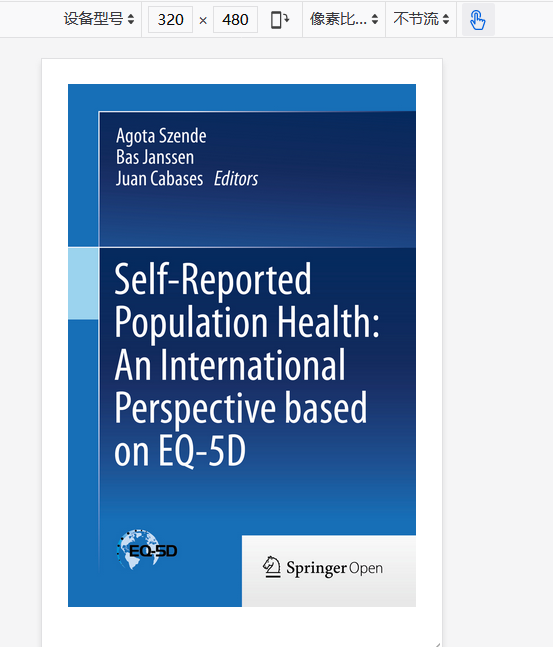 设备型号 320 × 480 像素比... 不节流
Agota Szende
Bas Janssen
Juan Cabases Editors
Self-Reported
Population Health:
An International
Perspective based
on EQ-5D
EQ-5D
Springer Open